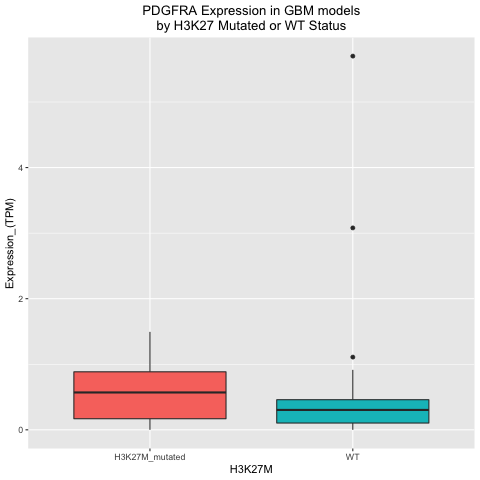 PDGFRA Expression in GBM models
by H3K27 Mutated or WT Status
Expression_(TPM)
4
2
0
H3K27M_mutated
WT
H3K27M